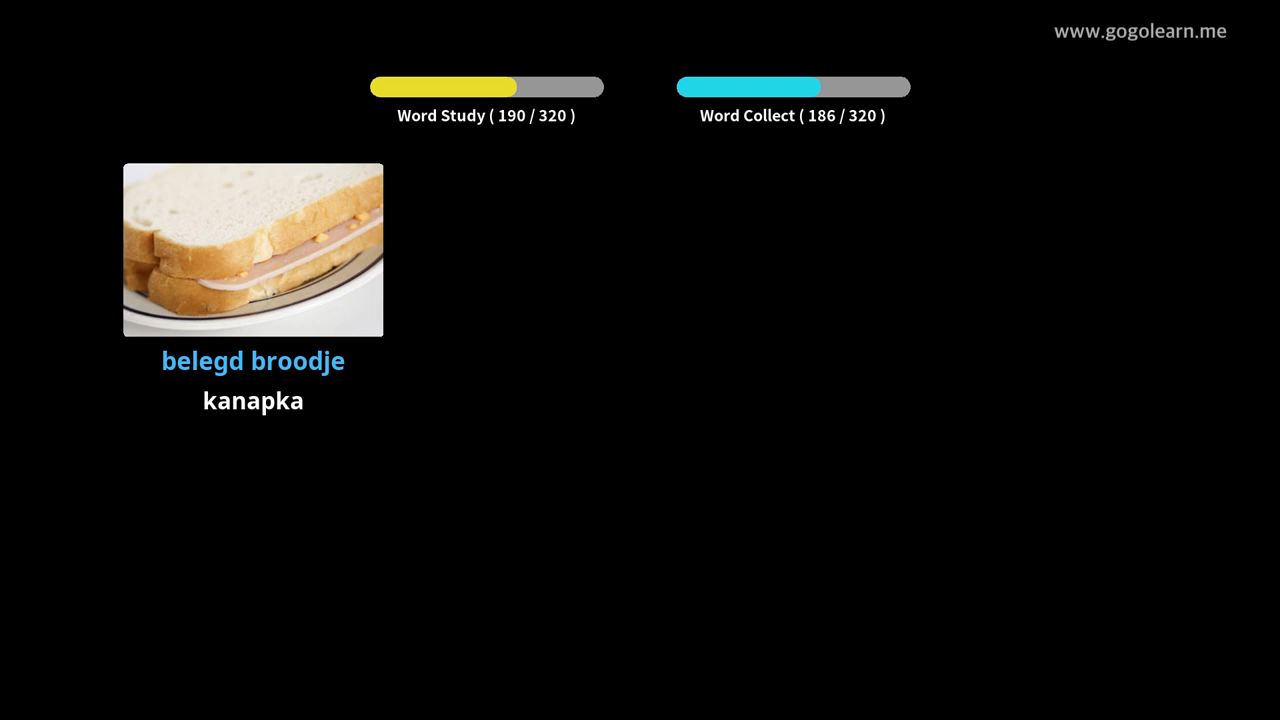 www.gogolearn.me
Word Study ( 190 / 320 )
Word Collect ( 186 / 320 )
belegd broodje
kanapka